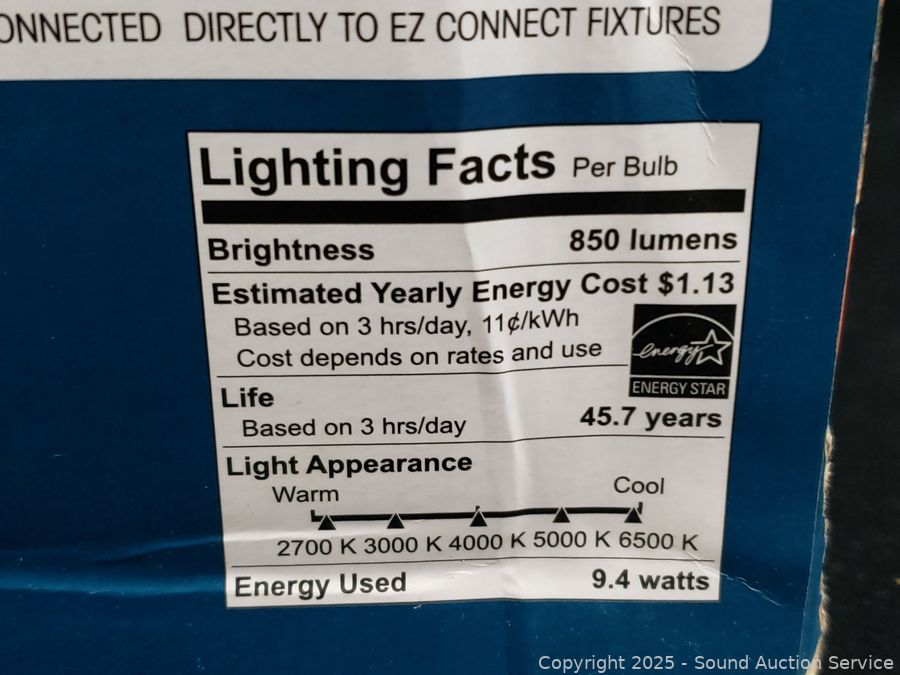 ONNECTED DIRECTLY TO EZ CONNECT FIXTURES
Lighting Facts Per Bulb
Brightness 850 lumens
Estimated Yearly Energy Cost $1.13
Based on 3 hrs/day, 11¢/kWh
Cost depends on rates and use
energy
ENERGY STAR
Life
Based on 3 hrs/day 45.7 years
Light Appearance
Warm Cool
2700 K 3000 K 4000 K 5000 K 6500 K
Energy Used 9.4 watts
Copyright 2025 - Sound Auction Service